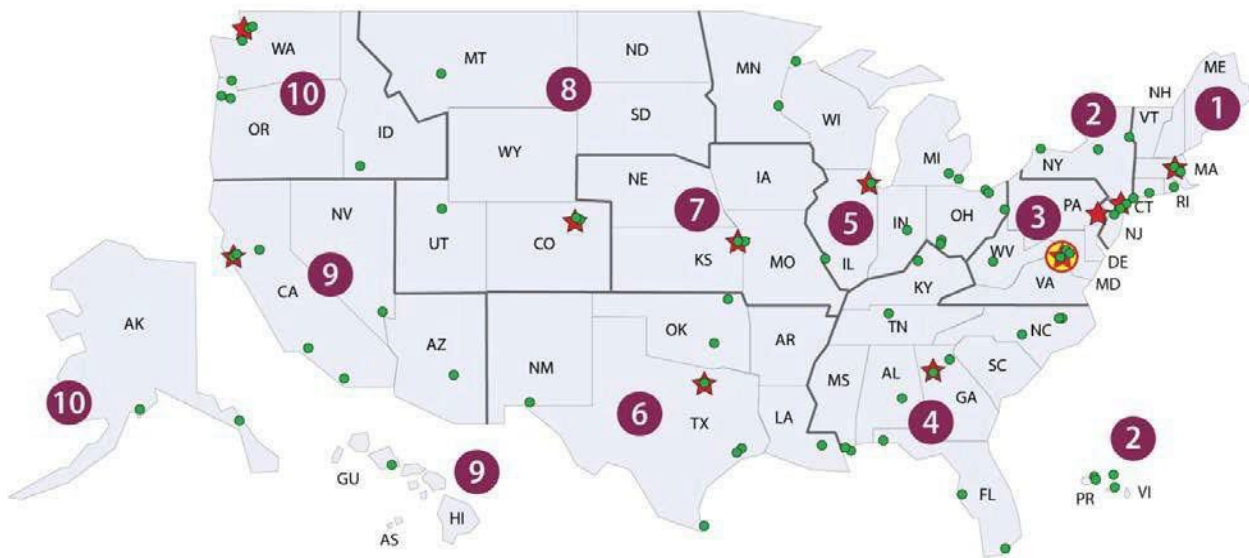 WA
MT
ND
MN
ME
NH
10
8
2
VT
1
OR
ID
SD
WI
MI
NY
MA
WY
NE
IA
7
5
IN
OH
3
PA
CT
RI
NV
UT
CO
KS
MO
IL
WV
NJ
DE
MD
9
CA
KY
VA
AK
AZ
NM
OK
AR
TN
NC
SC
MS
AL
GA
10
6
TX
LA
4
2
GU
9
FL
PR
VI
HI
AS